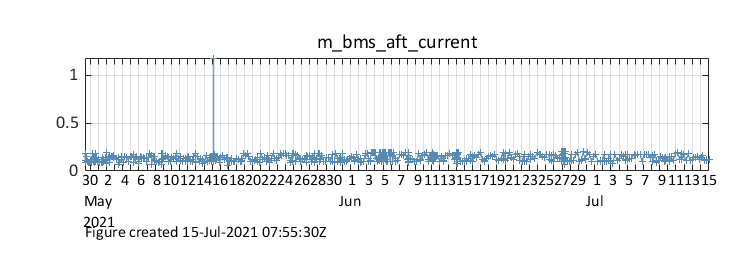 m_bms_aft_current
1
0.5
0
30 2 4 6 8 10 12 14 16 18 20 22 24 26 28 30 1 3 5 7 9 11 13 15 17 19 21 23 25 27 29 1 3 5 7 9 11 13 15
May Jun Jul
2021
Figure created 15-Jul-2021 07:55:30Z